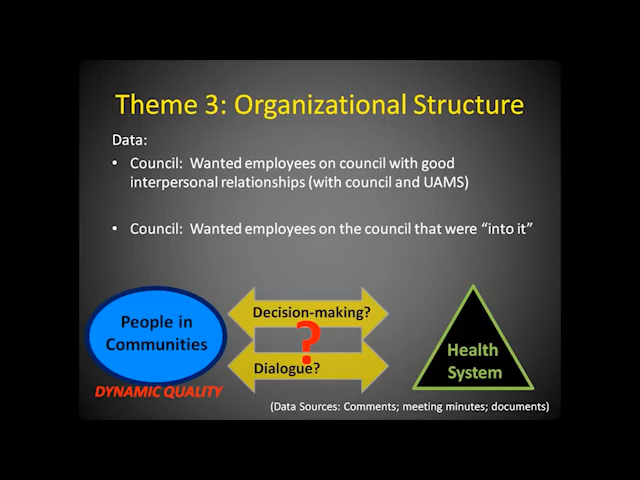 Theme 3: Organizational Structure
Data:
• Council: Wanted employees on council with good
interpersonal relationships (with council and UAMS)
• Council: Wanted employees on the council that were “into it”
People in
Communities
DYNAMIC QUALITY
Decision-making?
?
Dialogue?
Health
System
(Data Sources: Comments; meeting minutes; documents)